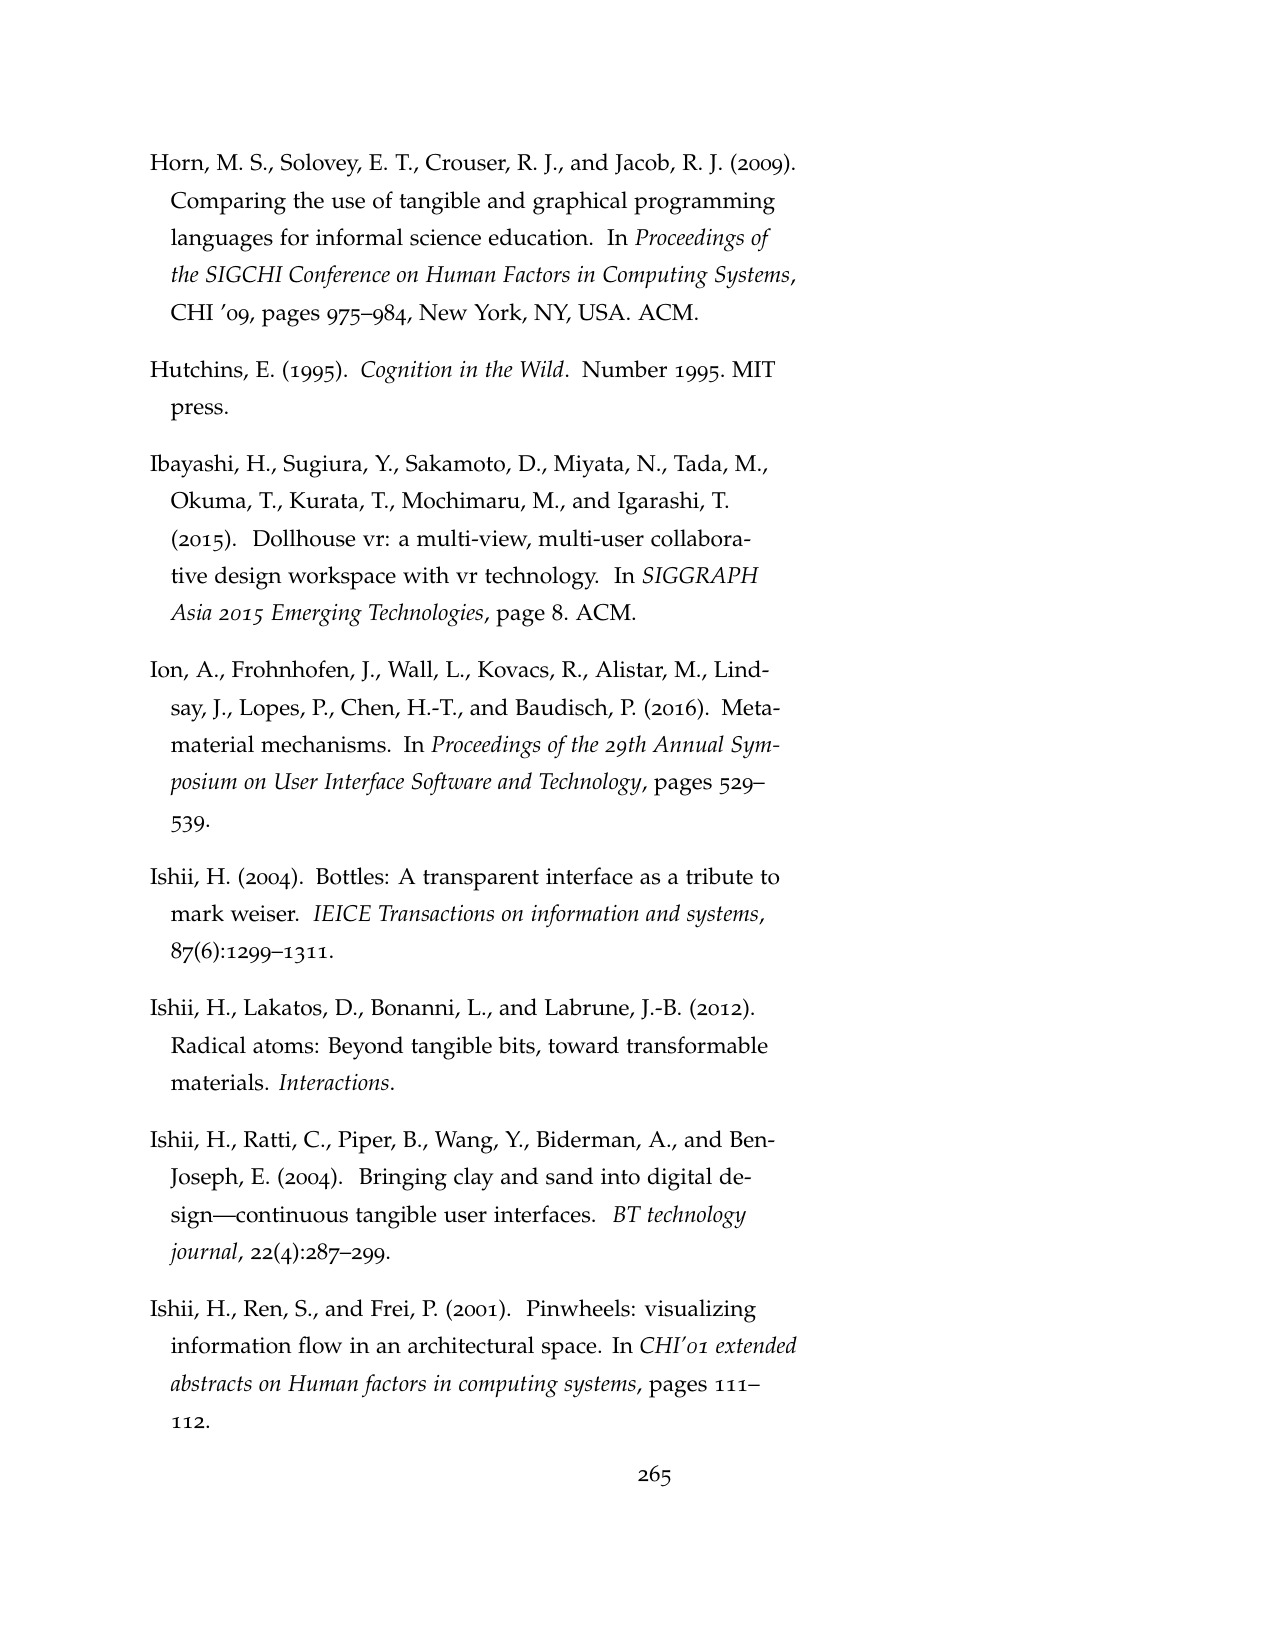 Horn, M. S., Solovey, E. T., Crouser, R. J., and Jacob, R. J. (2009).
Comparing the use of tangible and graphical programming
languages for informal science education. In Proceedings of
the SIGCHI Conference on Human Factors in Computing Systems,
CHI ’09, pages 975–984, New York, NY, USA. ACM.
Hutchins, E. (1995). Cognition in the Wild. Number 1995. MIT
press.
Ibayashi, H., Sugiura, Y., Sakamoto, D., Miyata, N., Tada, M.,
Okuma, T., Kurata, T., Mochimaru, M., and Igarashi, T.
(2015). Dollhouse vr: a multi-view, multi-user collabora-
tive design workspace with vr technology. In SIGGRAPH
Asia 2015 Emerging Technologies, page 8. ACM.
Ion, A., Frohnhofen, J., Wall, L., Kovacs, R., Alistar, M., Lind-
say, J., Lopes, P., Chen, H.-T., and Baudisch, P. (2016). Meta-
material mechanisms. In Proceedings of the 29th Annual Sym-
posium on User Interface Software and Technology, pages 529–
539.
Ishii, H. (2004). Bottles: A transparent interface as a tribute to
mark weiser. IEICE Transactions on information and systems,
87(6):1299–1311.
Ishii, H., Lakatos, D., Bonanni, L., and Labrune, J.-B. (2012).
Radical atoms: Beyond tangible bits, toward transformable
materials. Interactions.
Ishii, H., Ratti, C., Piper, B., Wang, Y., Biderman, A., and Ben-
Joseph, E. (2004). Bringing clay and sand into digital de-
sign—continuous tangible user interfaces. BT technology
journal, 22(4):287–299.
Ishii, H., Ren, S., and Frei, P. (2001). Pinwheels: visualizing
information flow in an architectural space. In CHI’01 extended
abstracts on Human factors in computing systems, pages 111–
112.
265